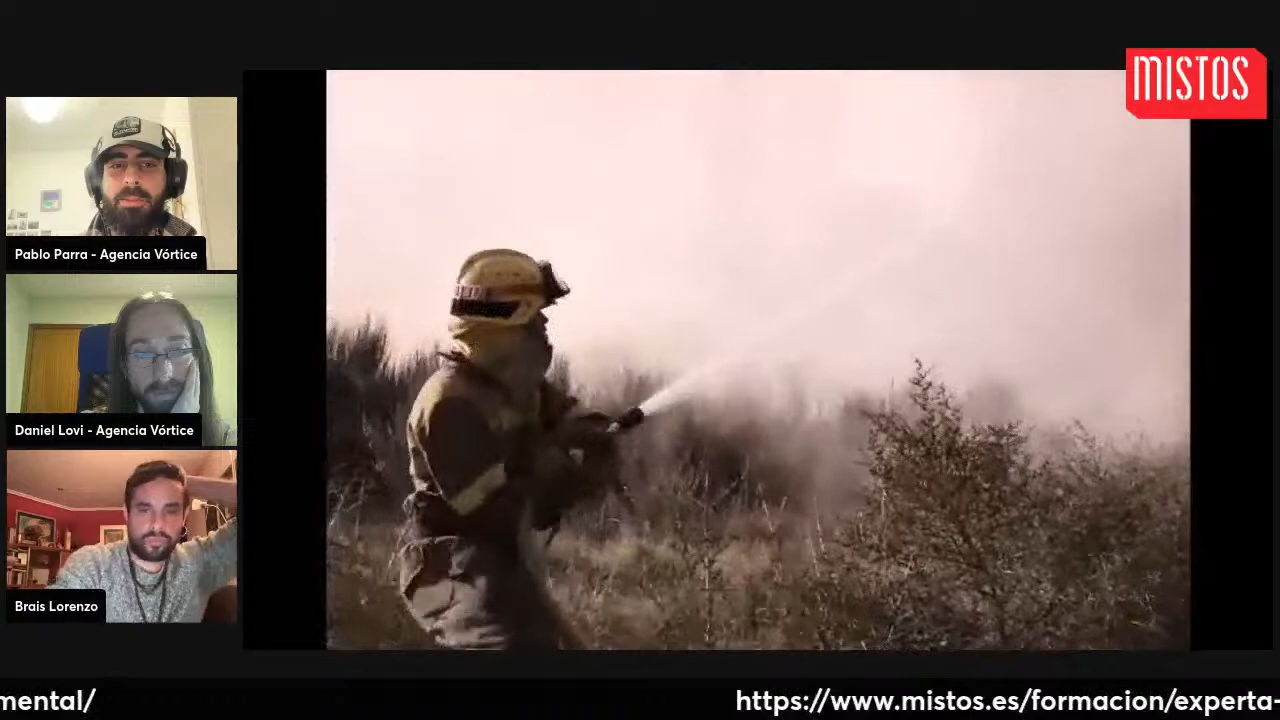 MISTOS
Pablo Parra - Agencia Vórtice
Daniel Lovi - Agencia Vórtice
Brais Lorenzo
mental/
https://www.mistos.es/formacion/experta-